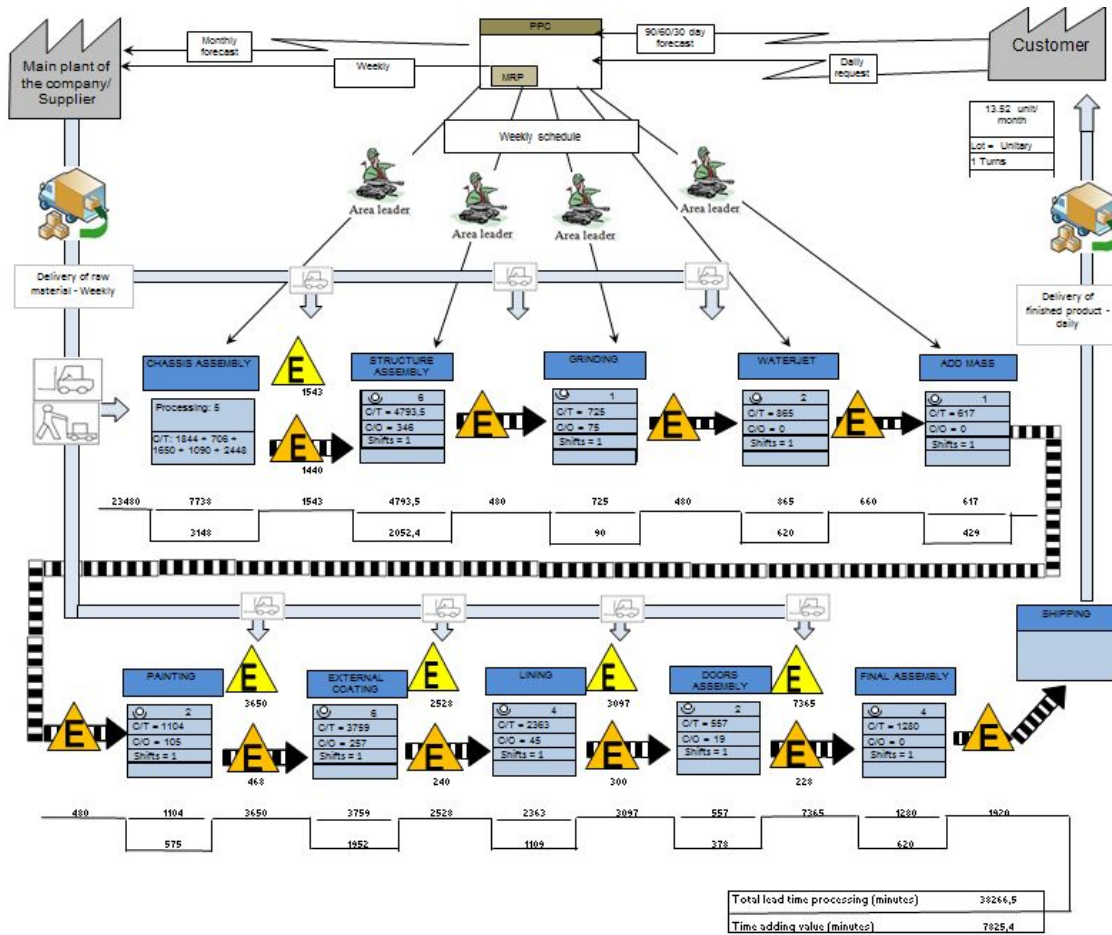 PPC
90/60/30 day
forecast
Monthly
forecast
Customer
Main plant of
the company/
Supplier
Weekly
MRP
Daily
request
13.52 unit/
month
Lot = Unitary
1 Turns
Weekly schedule
Area leader
Area leader
Area leader
Area leader
Delivery of raw
material - Weekly
Delivery of
finished product -
daily
CHASSIS ASSEMBLY
Processing: 5
C/T: 1844 + 706 +
1650 + 1090 + 2448
E
1543
E
1440
STRUCTURE
ASSEMBLY
6
C/T = 4793,5
C/O = 346
Shifts = 1
E
GRINDING
1
C/T = 725
C/O = 75
Shifts = 1
E
WATERJET
2
C/T = 865
C/O = 0
Shifts = 1
E
ADD MASS
1
C/T = 617
C/O = 0
Shifts = 1
23480 7738 1543 4793,5 480 725 480 865 660 617
3148 2052,4 90 620 429
SHIPPING
E
PAINTING
2
C/T = 1104
C/O = 105
Shifts = 1
E
3650
E
468
EXTERNAL
COATING
6
C/T = 3759
C/O = 257
Shifts = 1
E
2528
E
240
LINING
4
C/T = 2363
C/O = 45
Shifts = 1
E
3097
E
300
DOORS
ASSEMBLY
2
C/T = 557
C/O = 19
Shifts = 1
E
7365
E
228
FINAL ASSEMBLY
4
C/T = 1280
C/O = 0
Shifts = 1
E
480 1104 3650 3759 2528 2363 3097 557 7365 1280 1920
575 1952 1109 378 620
Total lead time processing (minutes) 38266,5
Time adding value (minutes) 7825,4